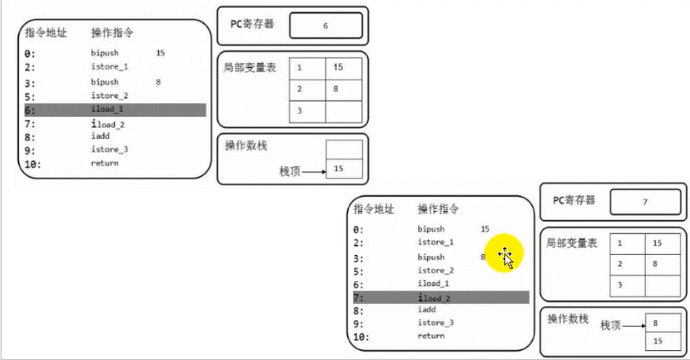 指令地址 操作指令
0: bipush 15
2: istore_1
3: bipush 8
5: istore_2
6: iload_1
7: iload_2
8: iadd
9: istore_3
10: return
PC寄存器 6
局部变量表 1 15
2 8
3
操作数栈
栈顶 15
指令地址 操作指令
0: bipush 15
2: istore_1
3: bipush 8
5: istore_2
6: iload_1
7: iload_2
8: iadd
9: istore_3
10: return
PC寄存器 7
局部变量表 1 15
2 8
3
操作数栈 栈顶 8
15